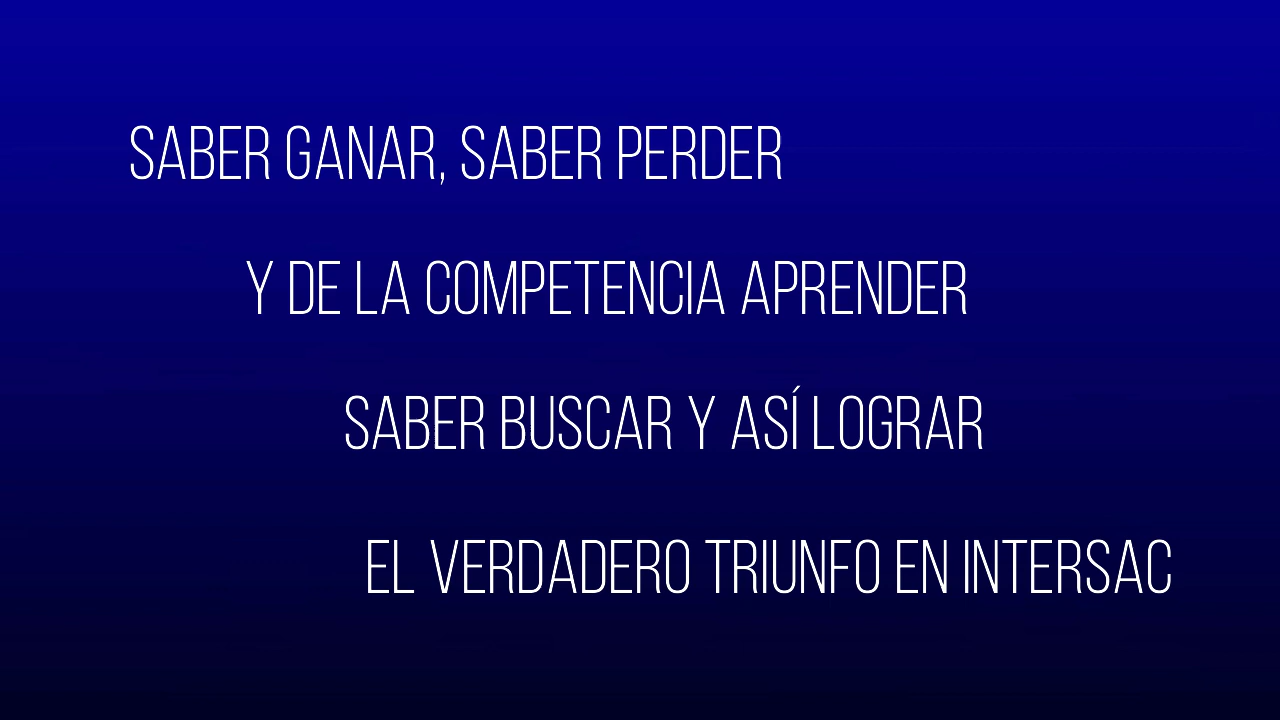 SABER GANAR, SABER PERDER
Y DE LA COMPETENCIA APRENDER
SABER BUSCAR Y ASÍ LOGRAR
EL VERDADERO TRIUNFO EN INTERSAC